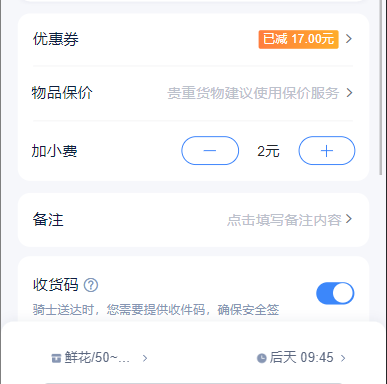 优惠券 已减 17.00元
物品保价 贵重货物建议使用保价服务
加小费 2元
备注 点击填写备注内容
收货码
骑士送达时，您需要提供收件码，确保安全签
鲜花/50~... 后天 09:45